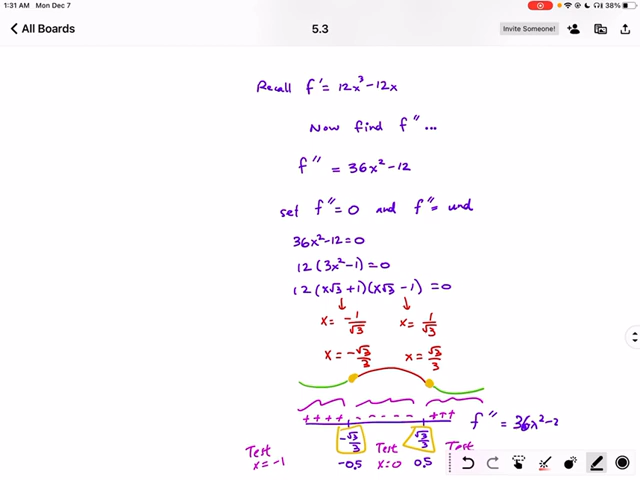 1:31 AM Mon Dec 7
38%
All Boards
5.3
Invite Someone!
Recall f' = 12x³ - 12x
Now find f'' ...
f'' = 36x² - 12
set f'' = 0 and f'' = und
36x² - 12 = 0
12 (3x² - 1) = 0
12 (x√3 + 1)(x√3 - 1) = 0
x = -1/√3 x = 1/√3
x = -√3/3 x = √3/3
++++ - - - - - +++
f'' = 36x² - 2
-√3/3 √3/3
Test Test Test
x = -1 -0.5 x = 0 0.5